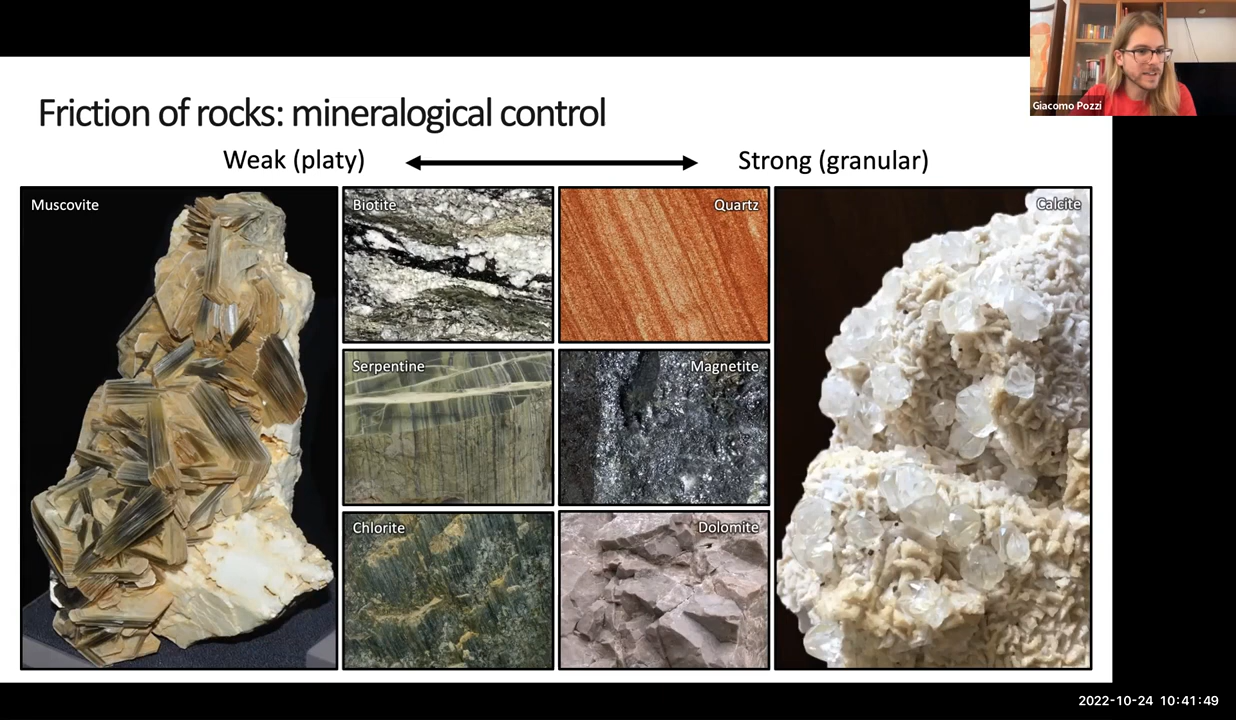 Giacomo Pozzi
Friction of rocks: mineralogical control
Weak (platy)
Strong (granular)
Muscovite
Biotite
Quartz
Calcite
Serpentine
Magnetite
Chlorite
Dolomite
2022-10-24 10:41:49